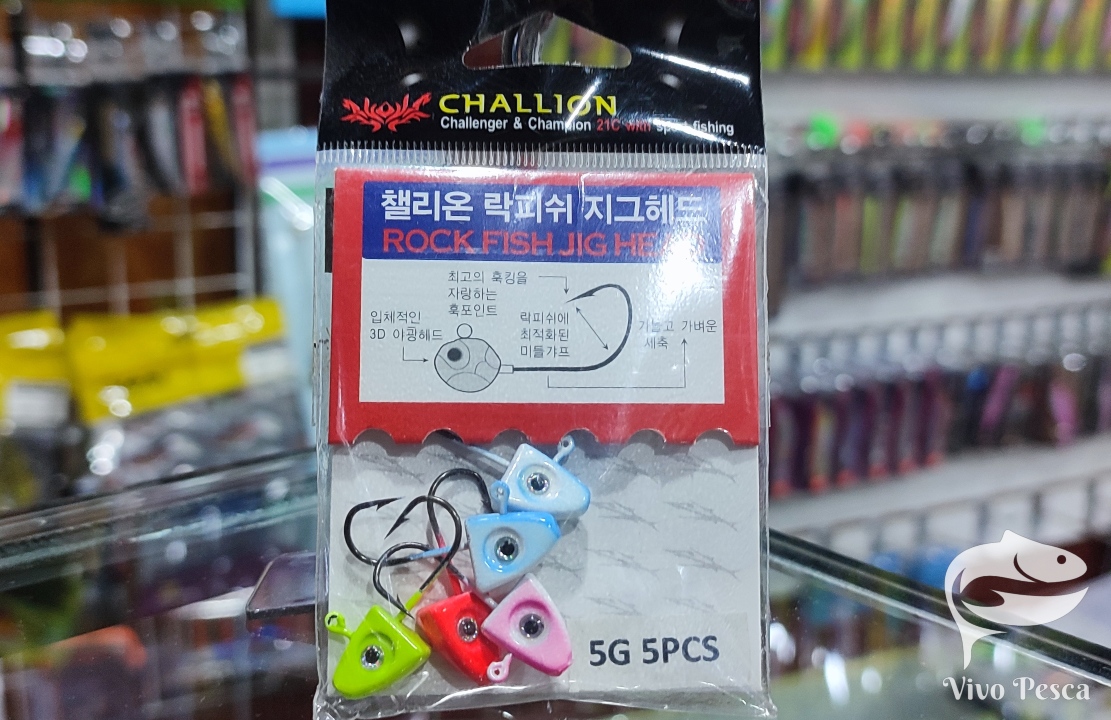 CHALLION
Challenger & Champion 21C with sport fishing
챌리온 락피쉬 지그헤드
ROCK FISH JIG HEAD
최고의 훅킹을
자랑하는
훅포인트
입체적인
3D 야광헤드
락피쉬에
최적화된
미들갸프
가늘고 가벼운
세축
5G 5PCS
Vivo Pesca